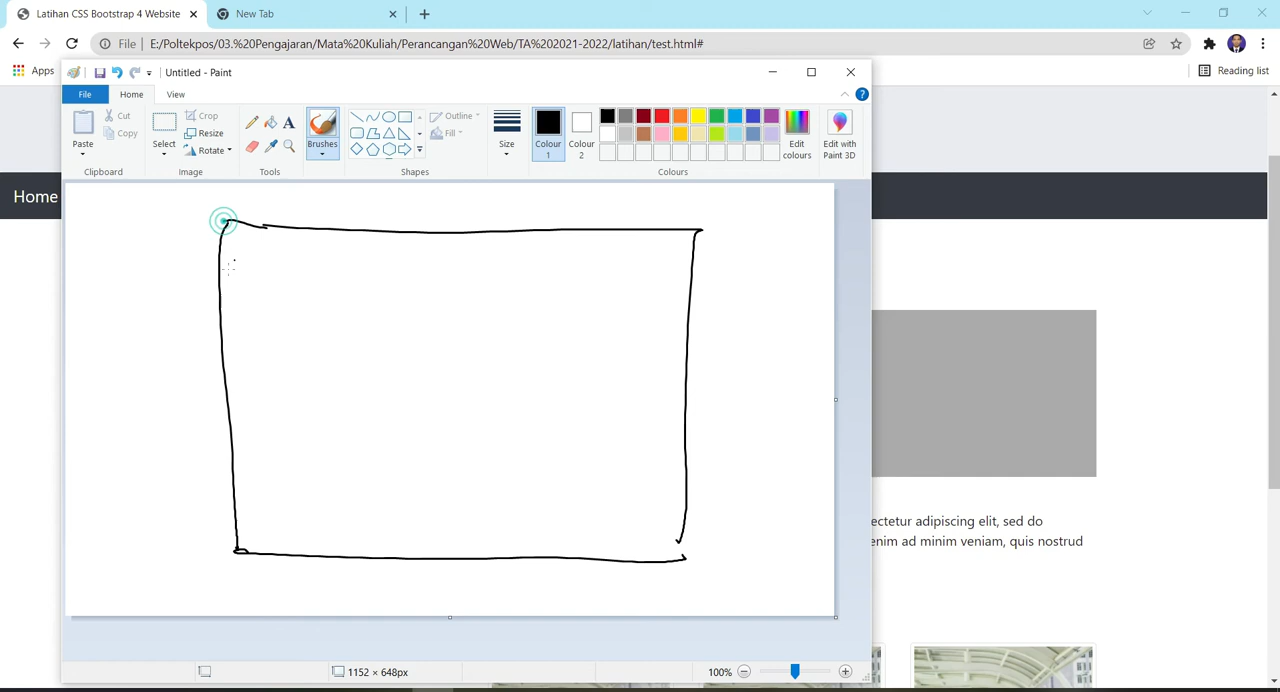 Latihan CSS Bootstrap 4 Website
New Tab
File
E:/Poltekpos/03.%20Pengajaran/Mata%20Kuliah/Perancangan%20Web/TA%202021-2022/latihan/test.html#
Apps
Reading list
Untitled - Paint
File
Home
View
Paste
Cut
Copy
Clipboard
Select
Crop
Resize
Rotate
Image
Tools
Brushes
Shapes
Outline
Fill
Size
Colour
1
Colour
2
Edit
colours
Edit with
Paint 3D
Colours
Home
ectetur adipiscing elit, sed do
enim ad minim veniam, quis nostrud
1152 × 648px
100%